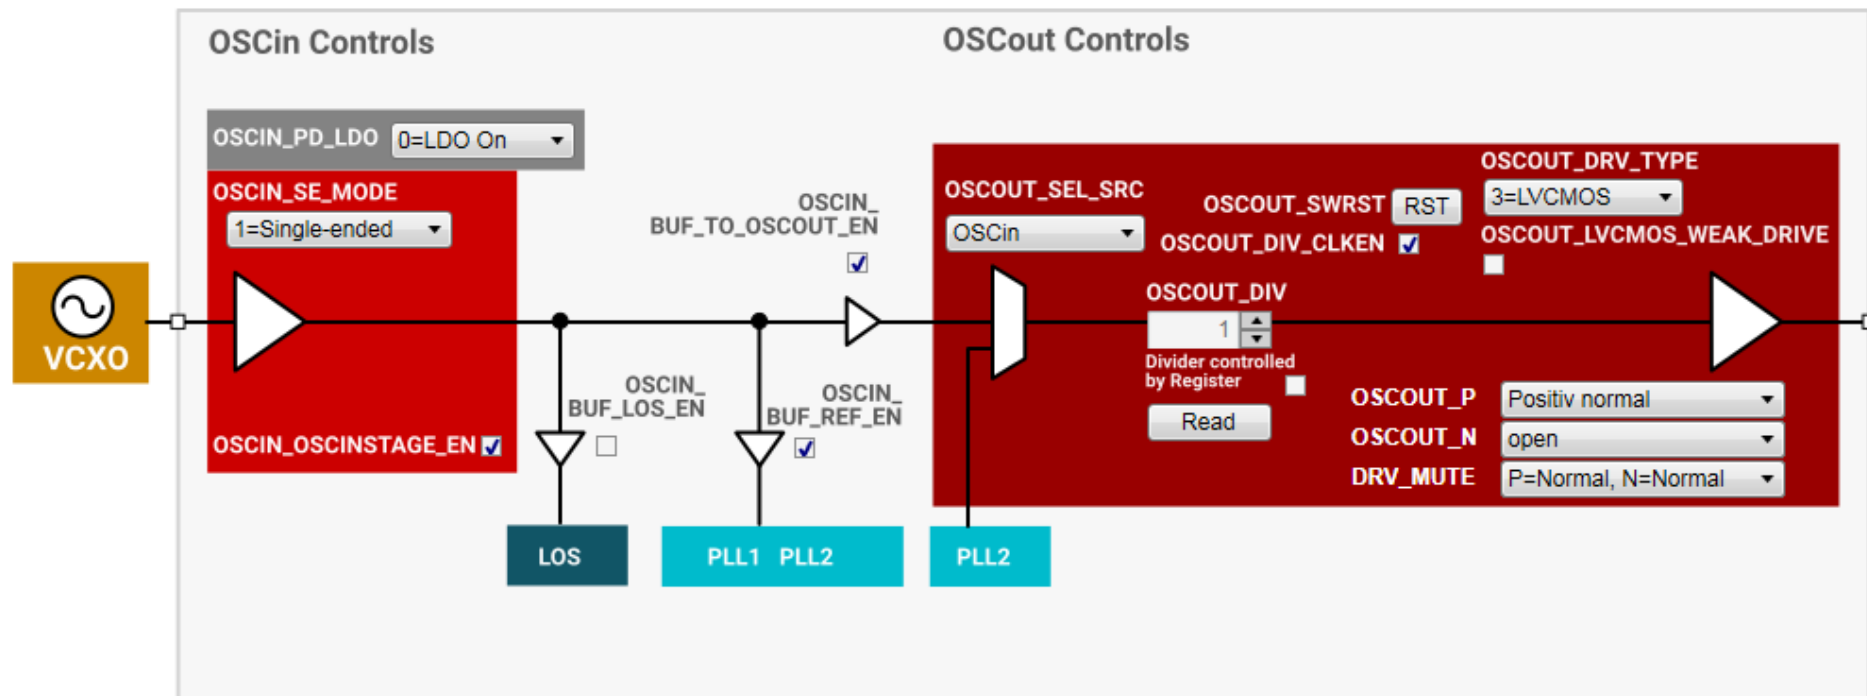 OSCin Controls
OSCout Controls
OSCIN_PD_LDO
0=LDO On
OSCIN_SE_MODE
1=Single-ended
VCXO
OSCIN_OSCINSTAGE_EN
OSCIN_
BUF_TO_OSCOUT_EN
OSCIN_
BUF_LOS_EN
OSCIN_
BUF_REF_EN
LOS
PLL1 PLL2
PLL2
OSCOUT_SEL_SRC
OSCin
OSCOUT_SWRST
RST
OSCOUT_DIV_CLKEN
OSCOUT_DRV_TYPE
3=LVCMOS
OSCOUT_LVCMOS_WEAK_DRIVE
OSCOUT_DIV
1
Divider controlled
by Register
Read
OSCOUT_P
Positiv normal
OSCOUT_N
open
DRV_MUTE
P=Normal, N=Normal